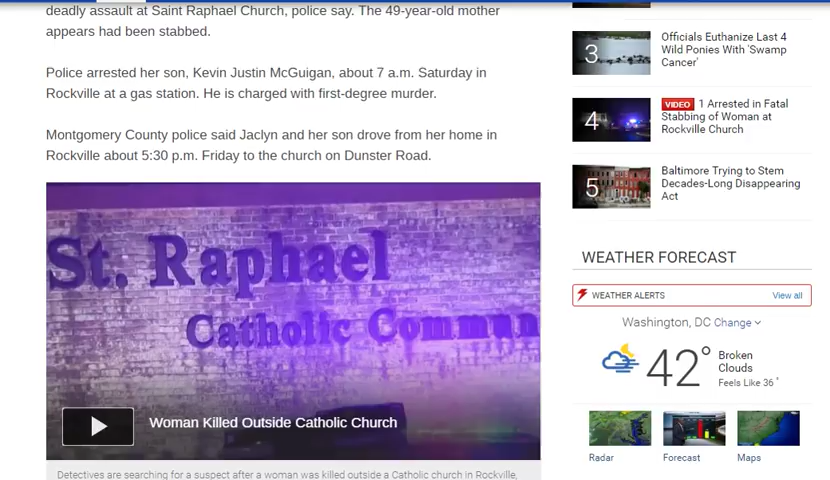 deadly assault at Saint Raphael Church, police say. The 49-year-old mother
appears had been stabbed.
Police arrested her son, Kevin Justin McGuigan, about 7 a.m. Saturday in
Rockville at a gas station. He is charged with first-degree murder.
Montgomery County police said Jaclyn and her son drove from her home in
Rockville about 5:30 p.m. Friday to the church on Dunster Road.
St. Raphael
Catholic Commun
Woman Killed Outside Catholic Church
Detectives are searching for a suspect after a woman was killed outside a Catholic church in Rockville,
3
Officials Euthanize Last 4
Wild Ponies With 'Swamp
Cancer'
4
VIDEO 1 Arrested in Fatal
Stabbing of Woman at
Rockville Church
5
Baltimore Trying to Stem
Decades-Long Disappearing
Act
WEATHER FORECAST
WEATHER ALERTS View all
Washington, DC Change
42° Broken
Clouds
Feels Like 36 °
Radar Forecast Maps